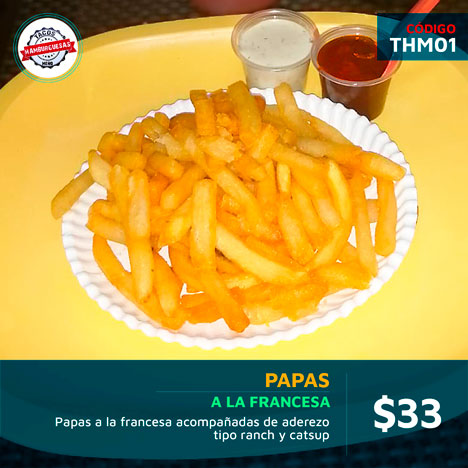 TACOS
HAMBURGUESAS
CÓDIGO
THM01
PAPAS
A LA FRANCESA
Papas a la francesa acompañadas de aderezo
tipo ranch y catsup
$33